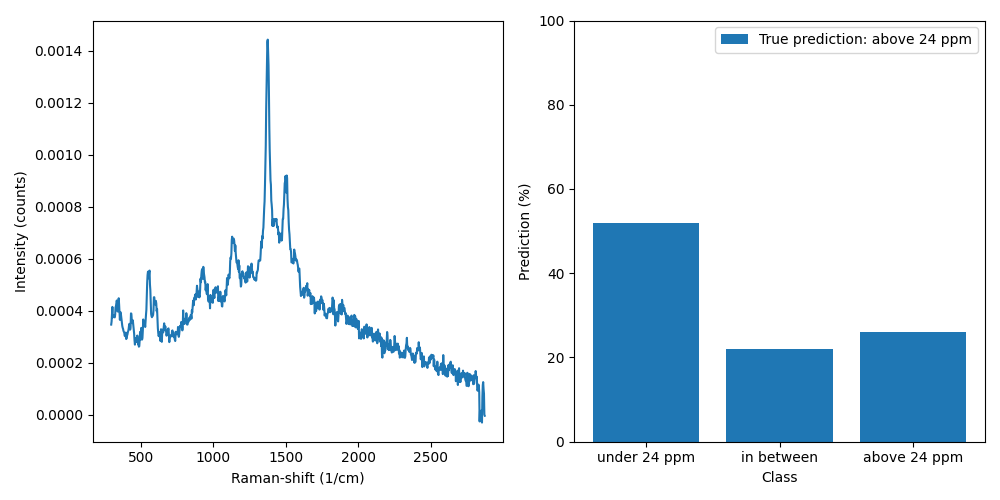 0.0014
0.0012
0.0010
0.0008
0.0006
0.0004
0.0002
0.0000
500 1000 1500 2000 2500
Raman-shift (1/cm)
Intensity (counts)
100
80
60
40
20
0
under 24 ppm in between above 24 ppm
Class
Prediction (%)
True prediction: above 24 ppm